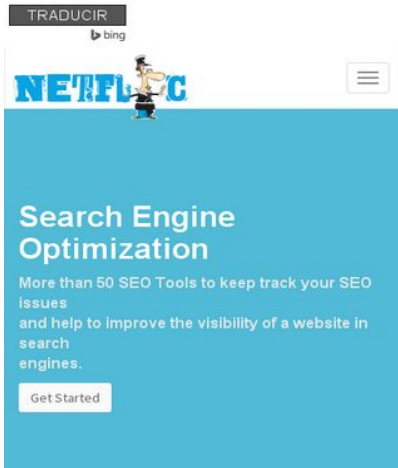 TRADUCIR
bing
NETFLIC
Search Engine
Optimization
More than 50 SEO Tools to keep track your SEO
issues
and help to improve the visibility of a website in
search
engines.
Get Started